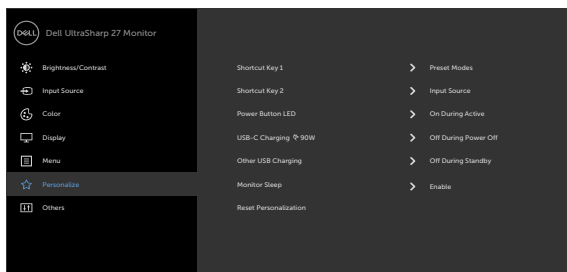 DELL Dell UltraSharp 27 Monitor
Brightness/Contrast
Input Source
Color
Display
Menu
Personalize
Others
Shortcut Key 1 Preset Modes
Shortcut Key 2 Input Source
Power Button LED On During Active
USB-C Charging 90W Off During Power Off
Other USB Charging Off During Standby
Monitor Sleep Enable
Reset Personalization